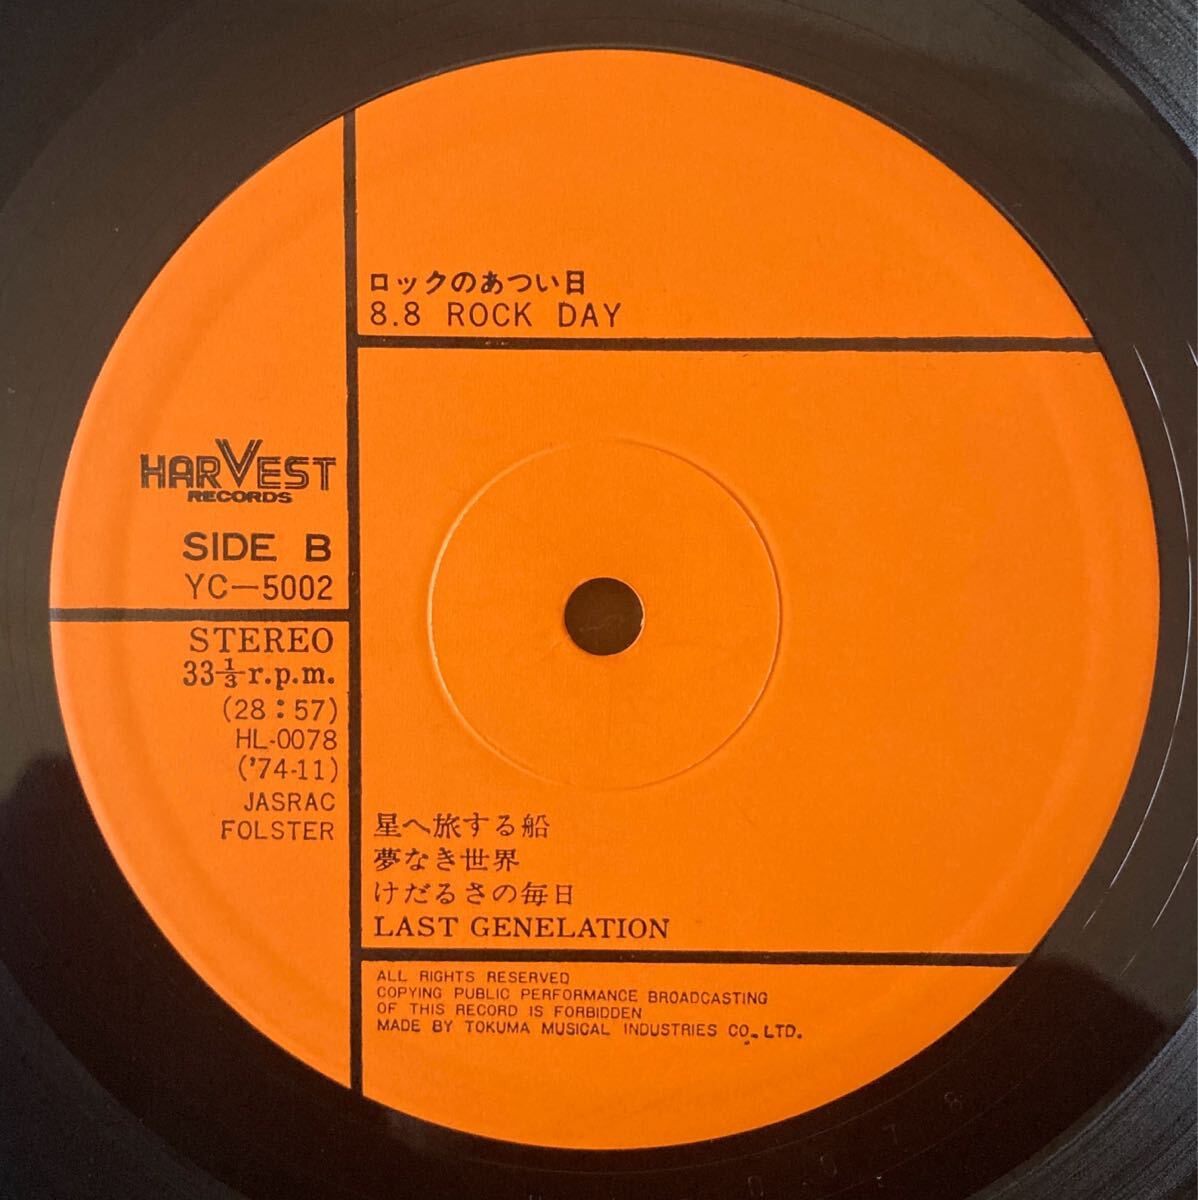 ロックのあつい日
8.8 ROCK DAY
HARVEST
RECORDS
SIDE B
YC-5002
STEREO
33⅓r.p.m.
(28:57)
HL-0078
('74-11)
JASRAC
FOLSTER
星へ旅する船
夢なき世界
けだるさの毎日
LAST GENELATION
ALL RIGHTS RESERVED
COPYING PUBLIC PERFORMANCE BROADCASTING
OF THIS RECORD IS FORBIDDEN
MADE BY TOKUMA MUSICAL INDUSTRIES CO., LTD.